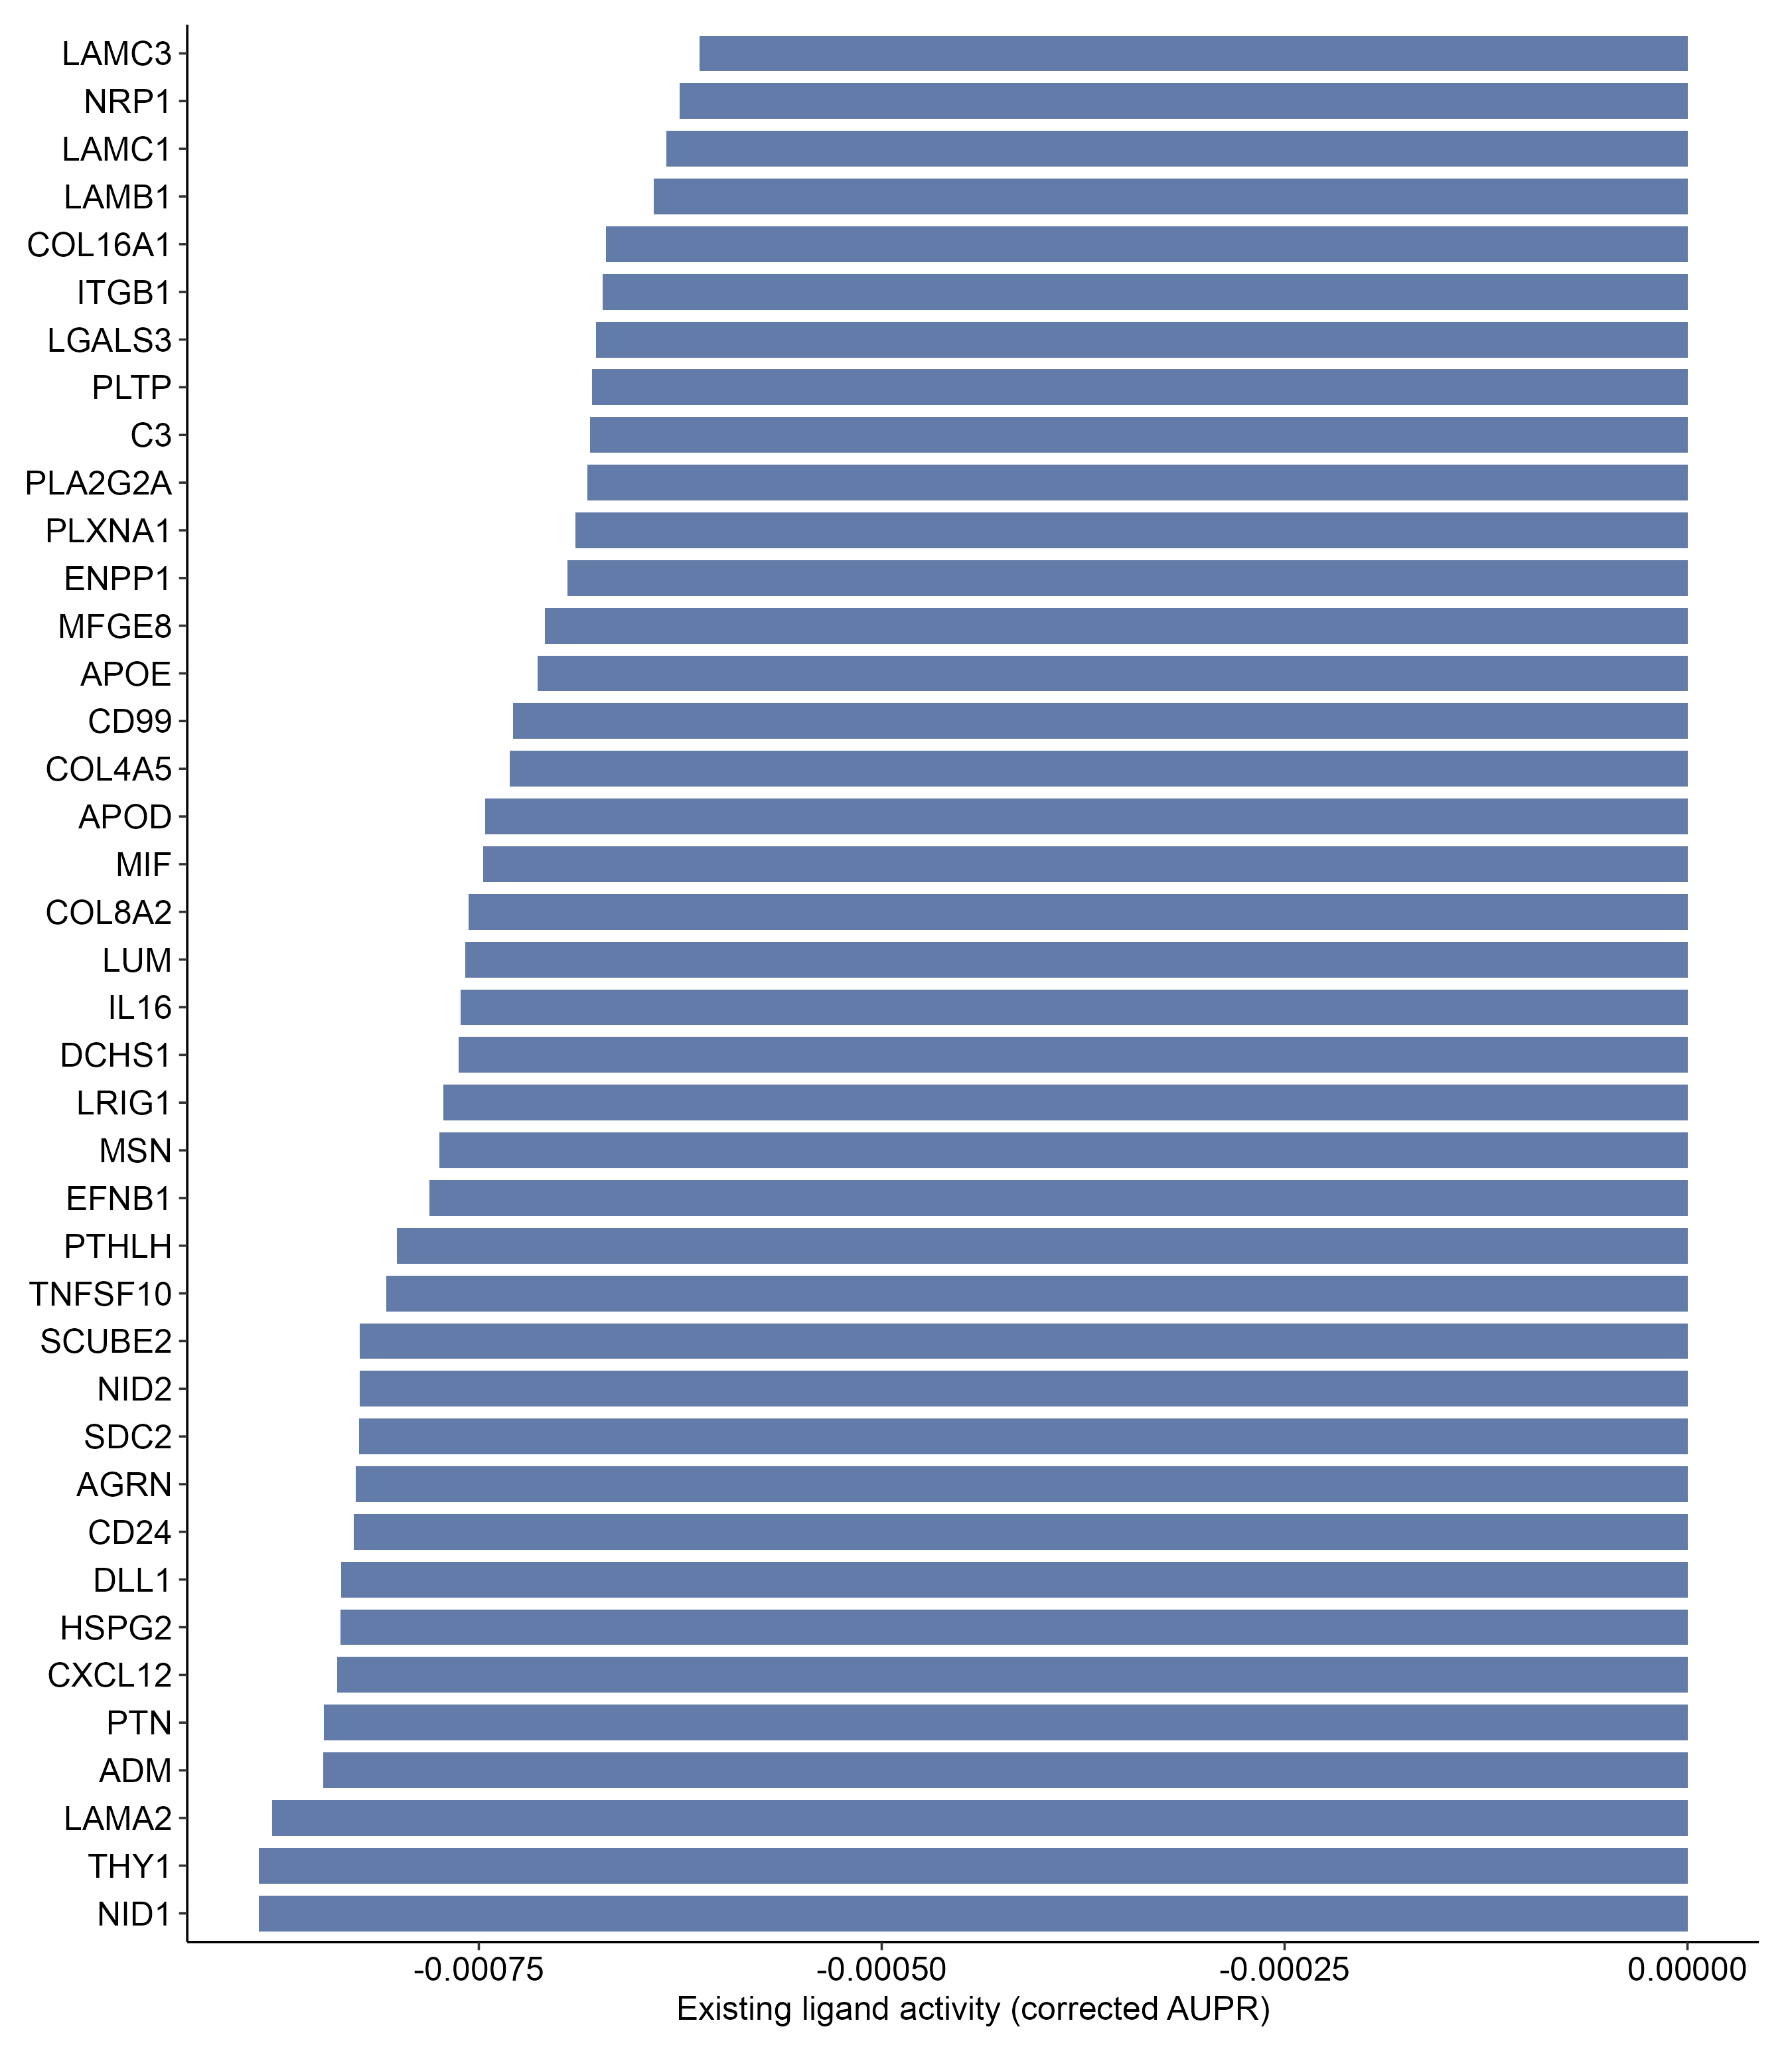 LAMC3
NRP1
LAMC1
LAMB1
COL16A1
ITGB1
LGALS3
PLTP
C3
PLA2G2A
PLXNA1
ENPP1
MFGE8
APOE
CD99
COL4A5
APOD
MIF
COL8A2
LUM
IL16
DCHS1
LRIG1
MSN
EFNB1
PTHLH
TNFSF10
SCUBE2
NID2
SDC2
AGRN
CD24
DLL1
HSPG2
CXCL12
PTN
ADM
LAMA2
THY1
NID1
-0.00075 -0.00050 -0.00025 0.00000
Existing ligand activity (corrected AUPR)